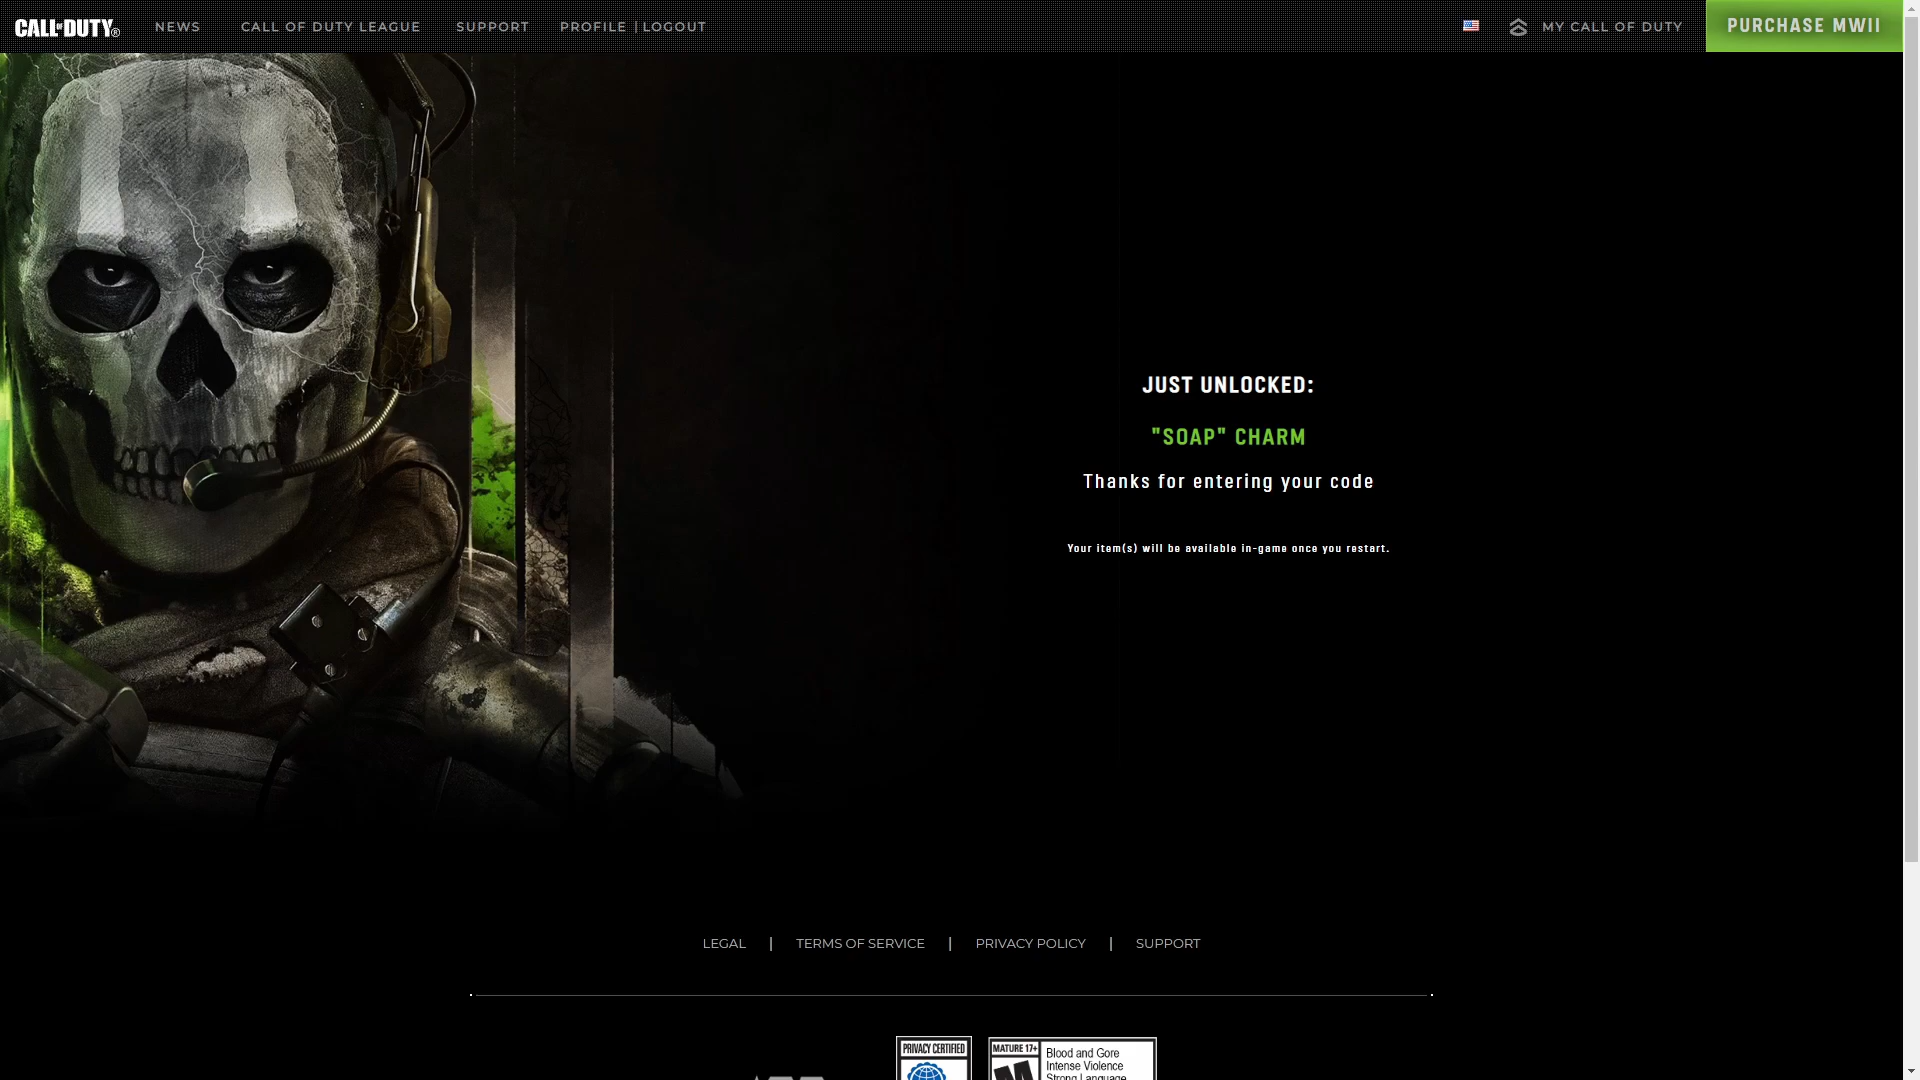 CALL OF DUTY® NEWS CALL OF DUTY LEAGUE SUPPORT PROFILE | LOGOUT MY CALL OF DUTY PURCHASE MWII
JUST UNLOCKED:
"SOAP" CHARM
Thanks for entering your code
Your item(s) will be available in-game once you restart.
LEGAL | TERMS OF SERVICE | PRIVACY POLICY | SUPPORT
PRIVACY CERTIFIED
MATURE 17+
M
Blood and Gore
Intense Violence
Strong Language